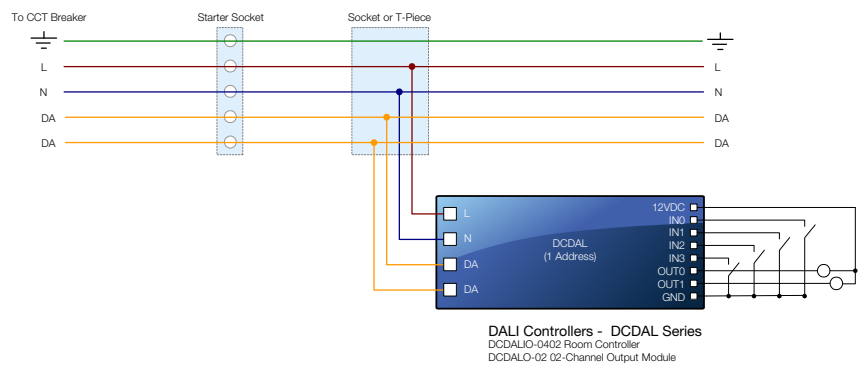 To CCT Breaker Starter Socket Socket or T-Piece
L L
N N
DA DA
DA DA
L
N
DA
DA
DCDAL
(1 Address)
12VDC
IN0
IN1
IN2
IN3
OUT0
OUT1
GND
DALI Controllers - DCDAL Series
DCDALIO-0402 Room Controller
DCDALO-02 02-Channel Output Module